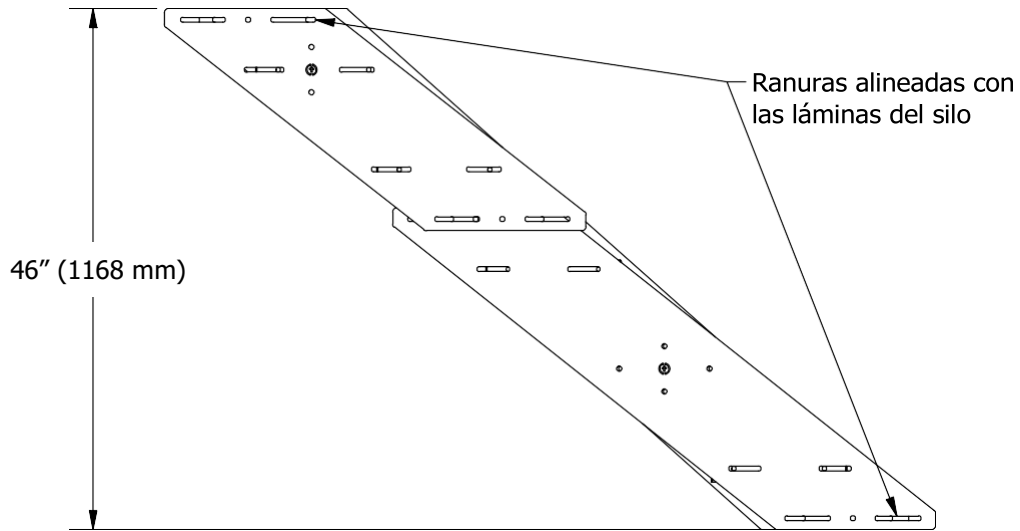 Ranuras alineadas con
las láminas del silo
46” (1168 mm)